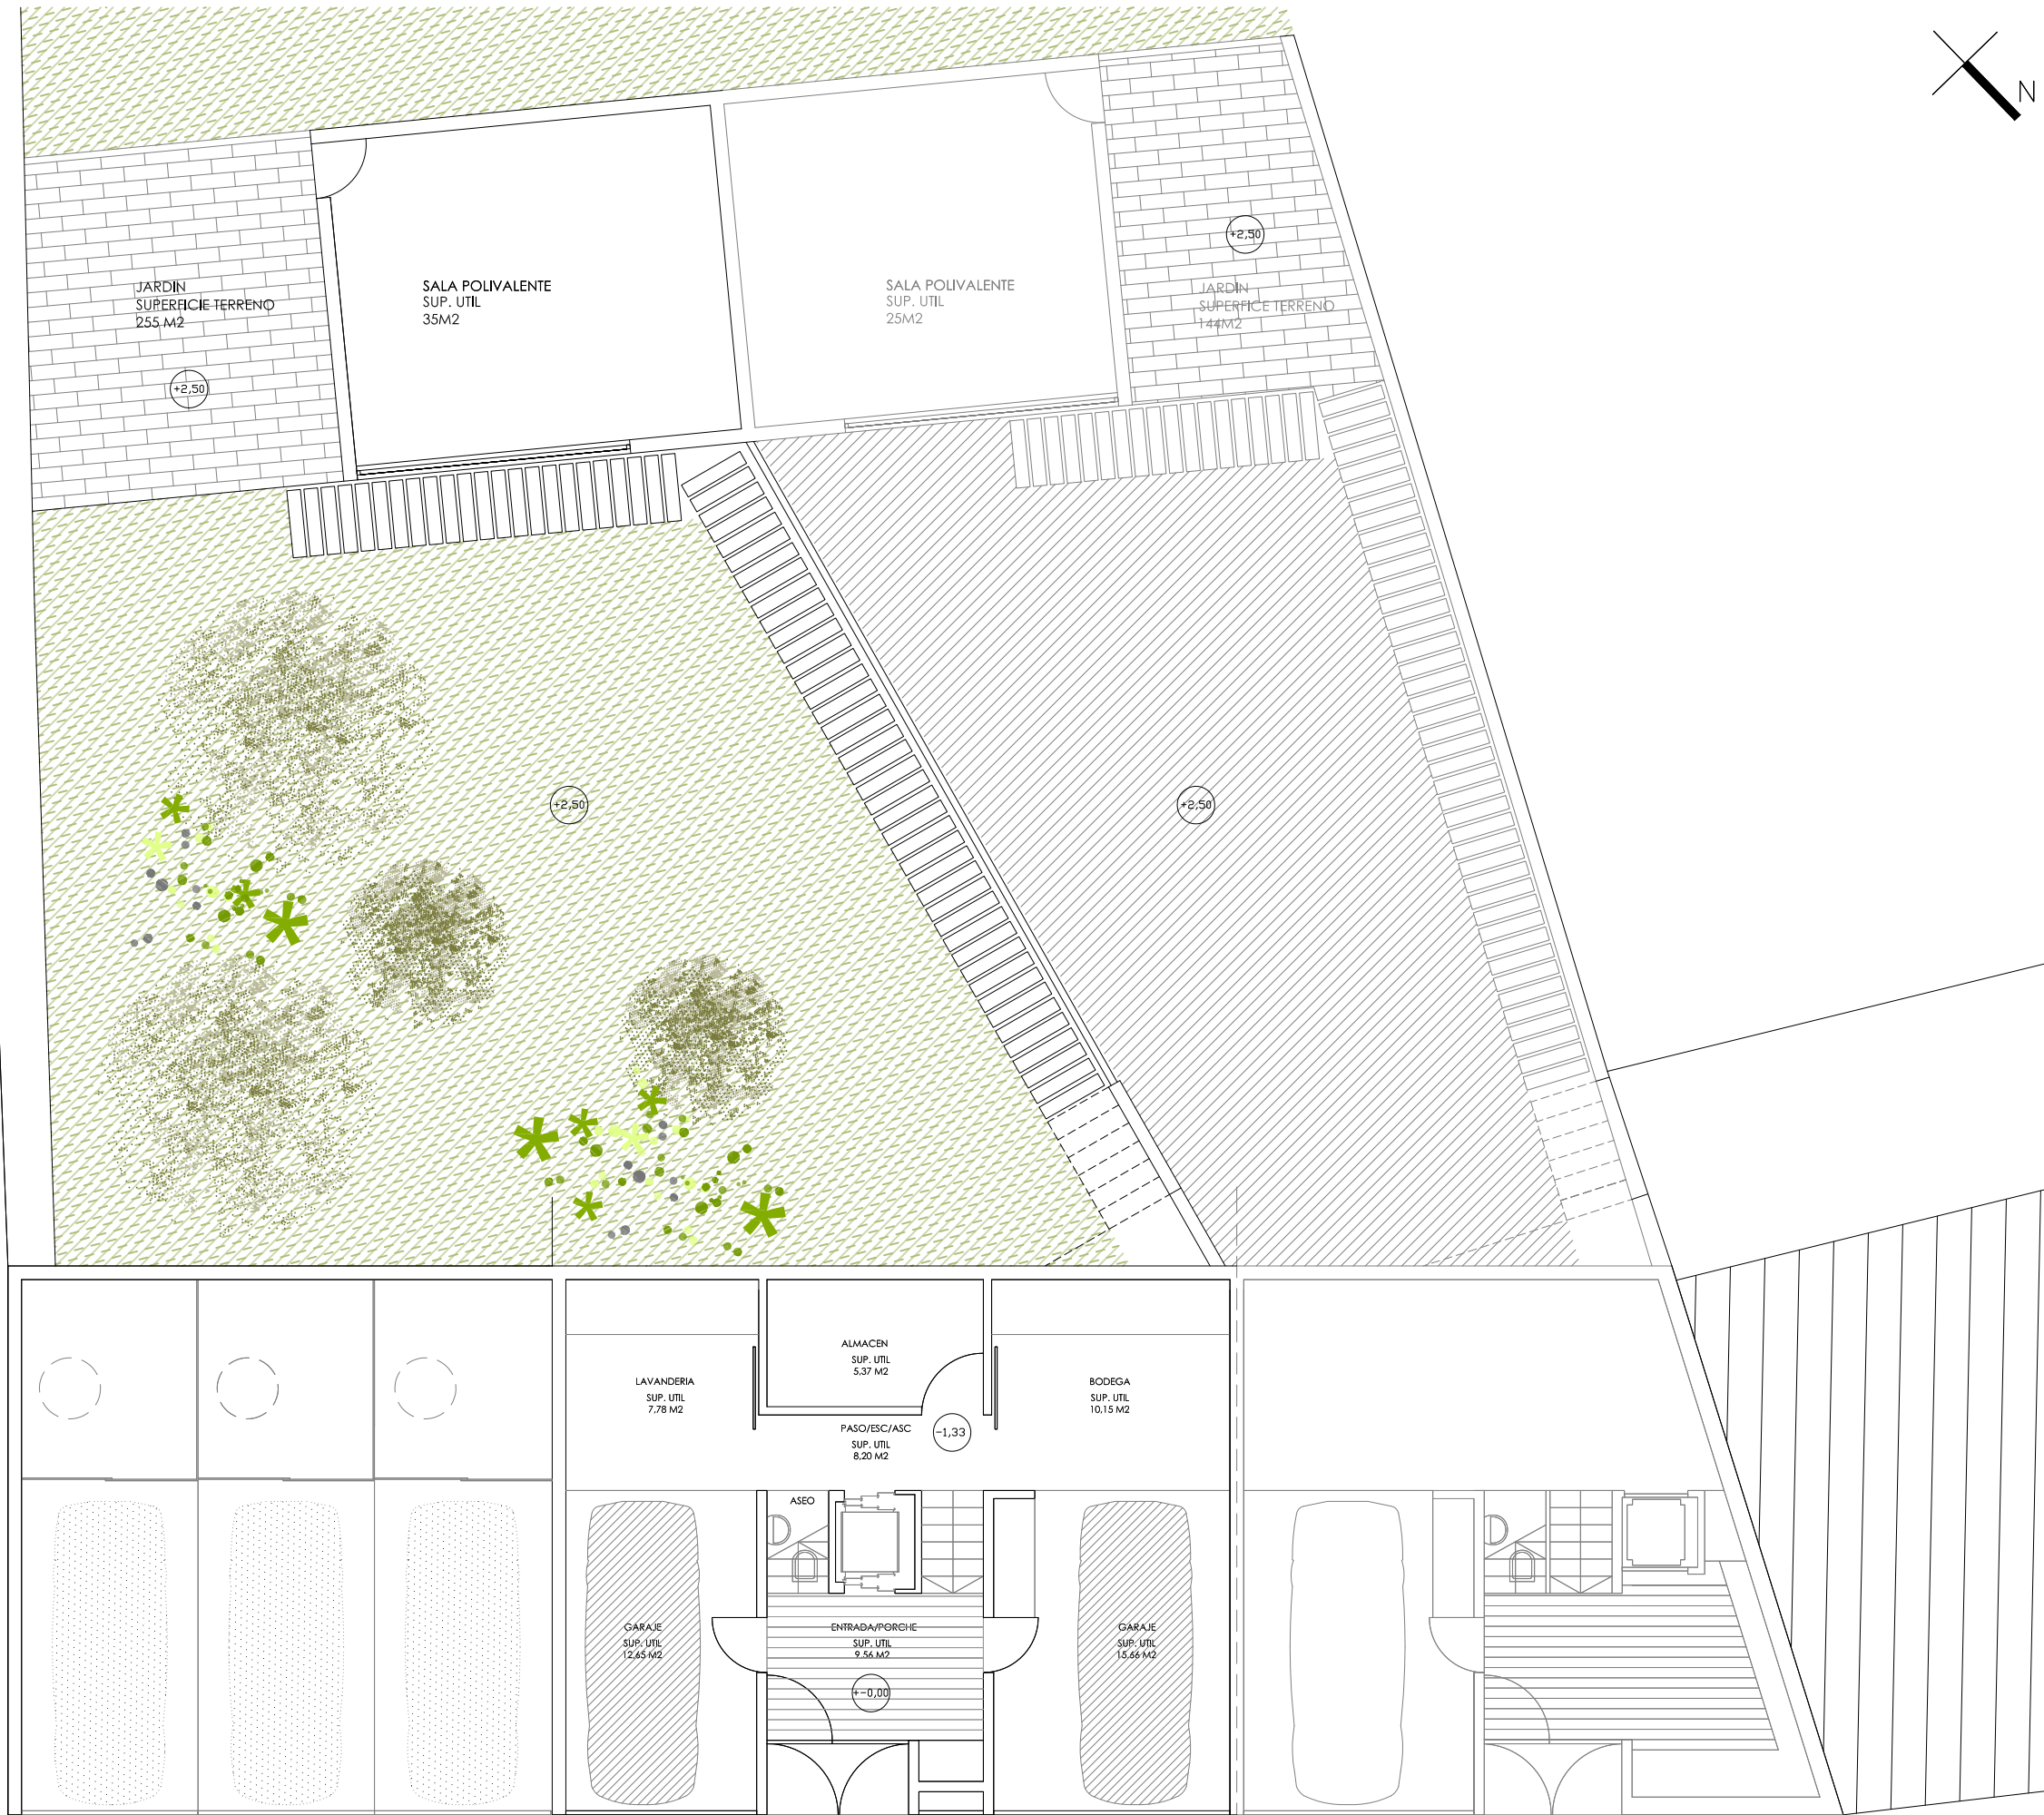 N
+2,50
JARDIN
SUPERFICIE TERRENO
255 M2
+2,50
SALA POLIVALENTE
SUP. UTIL
35M2
SALA POLIVALENTE
SUP. UTIL
25M2
JARDIN
SUPERFICE TERRENO
144M2
+2,50
+2,50
LAVANDERIA
SUP. UTIL
7,78 M2
ALMACEN
SUP. UTIL
5,37 M2
BODEGA
SUP. UTIL
10,15 M2
PASO/ESC/ASC
SUP. UTIL
8,20 M2
-1,33
ASEO
GARAJE
SUP. UTIL
12,65 M2
ENTRADA/PORCHE
SUP. UTIL
9,56 M2
+-0,00
GARAJE
SUP. UTIL
15,66 M2